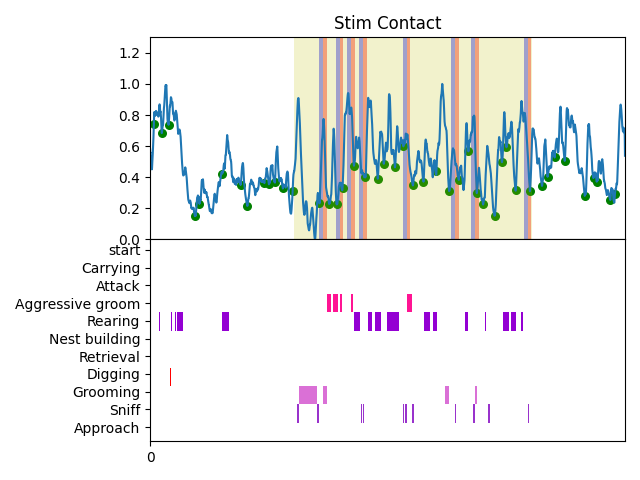 Stim Contact
1.2
1.0
0.8
0.6
0.4
0.2
0.0
start
Carrying
Attack
Aggressive groom
Rearing
Nest building
Retrieval
Digging
Grooming
Sniff
Approach
0